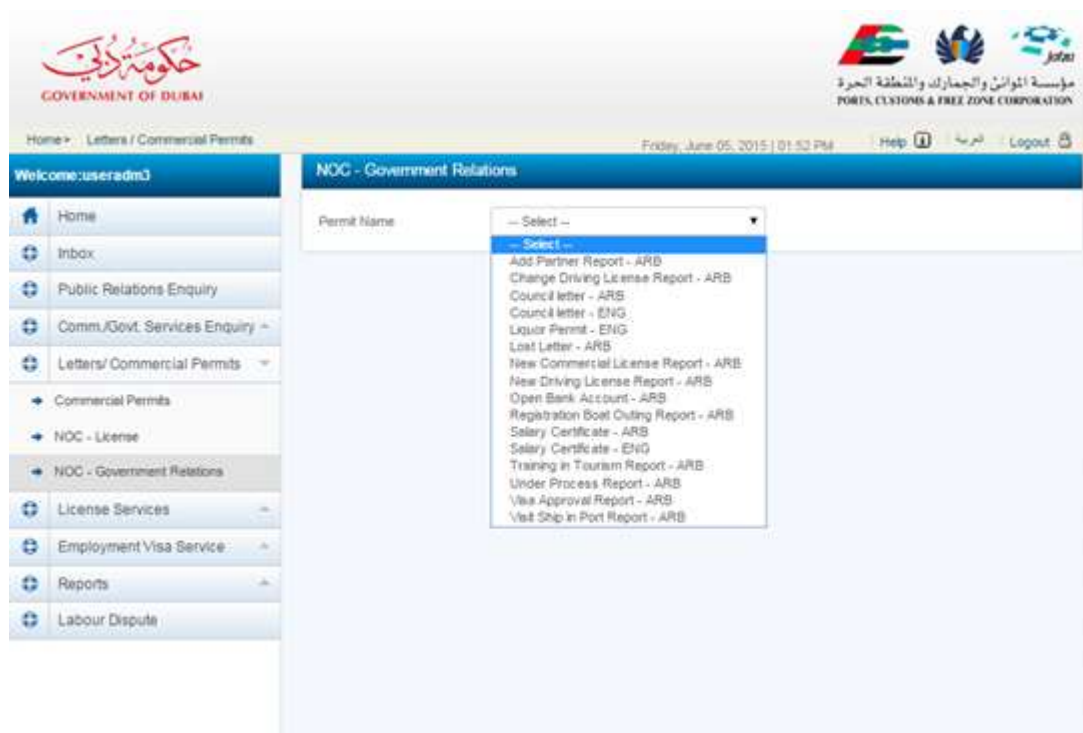 حكومة دبي
GOVERNMENT OF DUBAI
jafza
مؤسسة الموانئ والجمارك والمنطقة الحرة
PORTS, CUSTOMS & FREE ZONE CORPORATION
Home > Letters / Commercial Permits
Friday, June 05, 2015 | 01:52 PM
Help
العربية
Logout
Welcome:useradm3
Home
Inbox
Public Relations Enquiry
Comm./Govt. Services Enquiry
Letters/ Commercial Permits
Commercial Permits
NOC - License
NOC - Government Relations
License Services
Employment Visa Service
Reports
Labour Dispute
NOC - Government Relations
Permit Name
-- Select --
-- Select --
Add Partner Report - ARB
Change Driving License Report - ARB
Council letter - ARB
Council letter - ENG
Liquor Permit - ENG
Lost Letter - ARB
New Commercial License Report - ARB
New Driving License Report - ARB
Open Bank Account - ARB
Registration Boat Outing Report - ARB
Salary Certificate - ARB
Salary Certificate - ENG
Training in Tourism Report - ARB
Under Process Report - ARB
Visa Approval Report - ARB
Visit Ship in Port Report - ARB